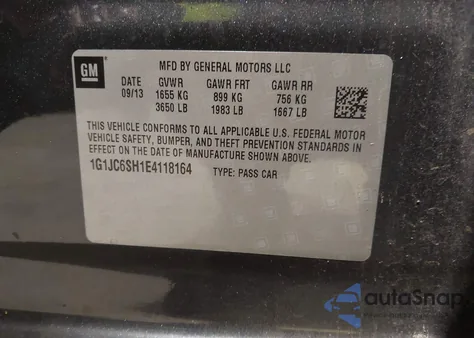 GM
MFD BY GENERAL MOTORS LLC
DATE GVWR GAWR FRT GAWR RR
09/13 1655 KG 899 KG 756 KG
3650 LB 1983 LB 1667 LB
THIS VEHICLE CONFORMS TO ALL APPLICABLE U.S. FEDERAL MOTOR
VEHICLE SAFETY, BUMPER, AND THEFT PREVENTION STANDARDS
IN EFFECT ON THE DATE OF MANUFACTURE SHOWN ABOVE.
1G1JC6SH1E4118164 TYPE: PASS CAR
autoSnap